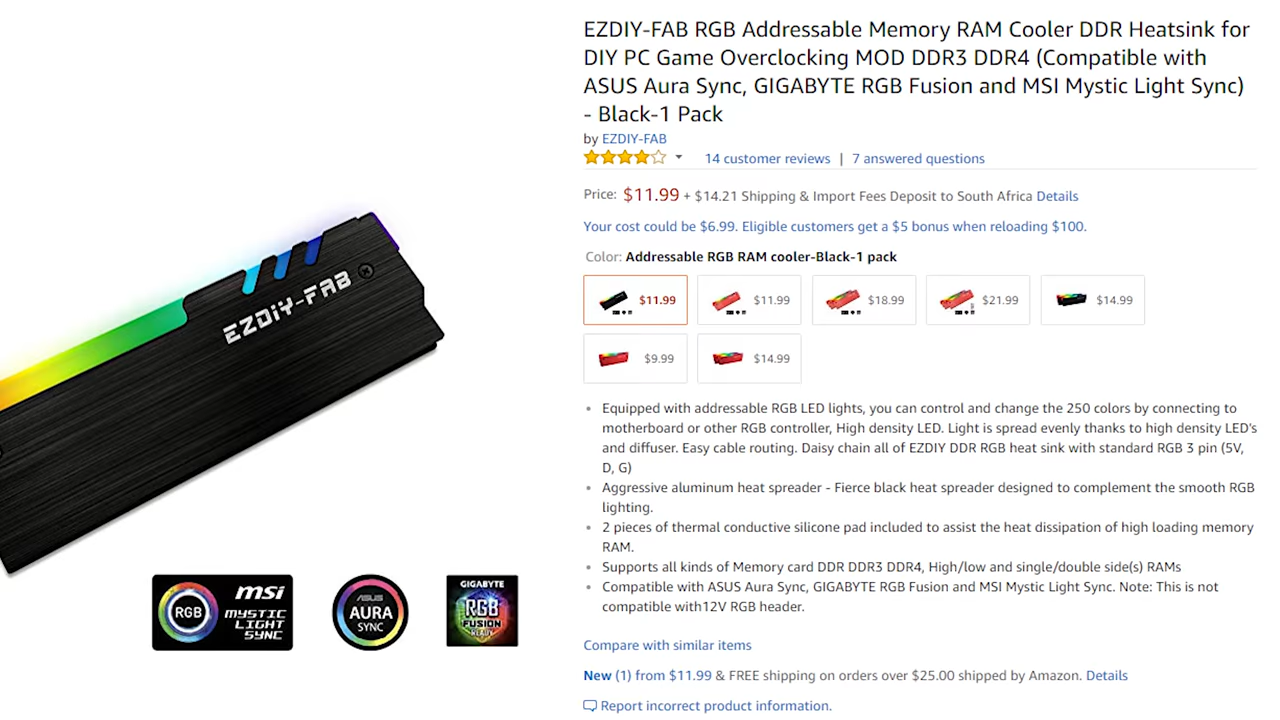 EZDIY-FAB RGB Addressable Memory RAM Cooler DDR Heatsink for
DIY PC Game Overclocking MOD DDR3 DDR4 (Compatible with
ASUS Aura Sync, GIGABYTE RGB Fusion and MSI Mystic Light Sync)
- Black-1 Pack
by EZDIY-FAB
14 customer reviews | 7 answered questions
Price: $11.99 + $14.21 Shipping & Import Fees Deposit to South Africa Details
Your cost could be $6.99. Eligible customers get a $5 bonus when reloading $100.
Color: Addressable RGB RAM cooler-Black-1 pack
$11.99 $11.99 $18.99 $21.99 $14.99
$9.99 $14.99
• Equipped with addressable RGB LED lights, you can control and change the 250 colors by connecting to
motherboard or other RGB controller, High density LED. Light is spread evenly thanks to high density LED's
and diffuser. Easy cable routing. Daisy chain all of EZDIY DDR RGB heat sink with standard RGB 3 pin (5V,
D, G)
• Aggressive aluminum heat spreader - Fierce black heat spreader designed to complement the smooth RGB
lighting.
• 2 pieces of thermal conductive silicone pad included to assist the heat dissipation of high loading memory
RAM.
• Supports all kinds of Memory card DDR DDR3 DDR4, High/low and single/double side(s) RAMs
• Compatible with ASUS Aura Sync, GIGABYTE RGB Fusion and MSI Mystic Light Sync. Note: This is not
compatible with12V RGB header.
Compare with similar items
New (1) from $11.99 & FREE shipping on orders over $25.00 shipped by Amazon. Details
Report incorrect product information.
EZDIY-FAB
RGB
msi
MYSTIC
LIGHT
SYNC
ASUS
AURA
SYNC
GIGABYTE
RGB
FUSION
READY